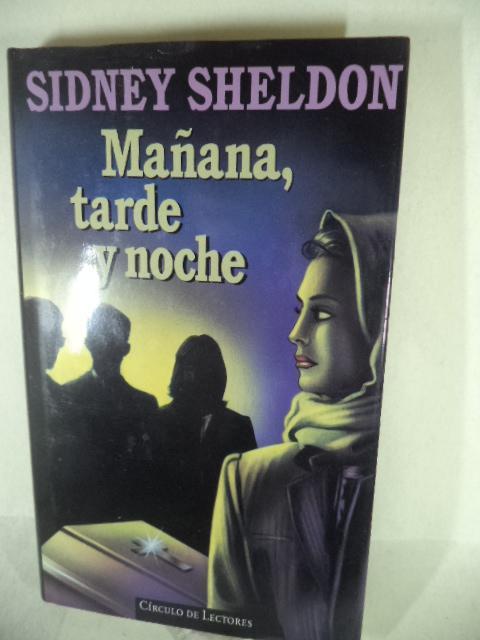 SIDNEY SHELDON
Mañana,
tarde
y noche
CÍRCULO DE LECTORES